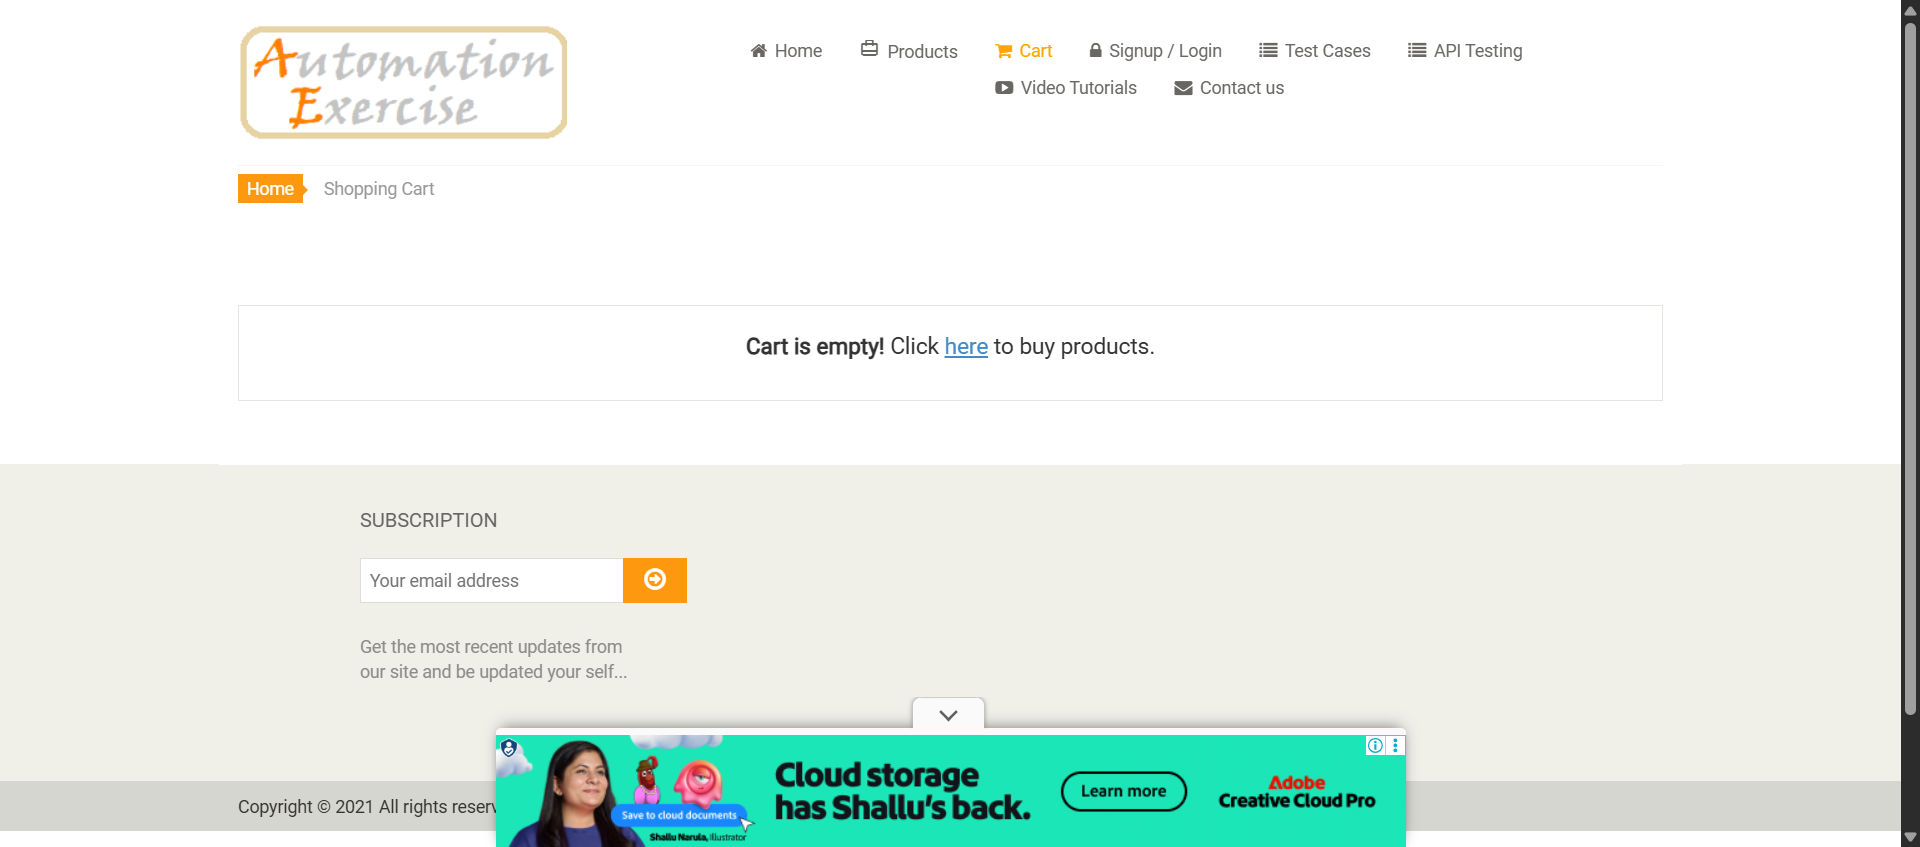 Automation
Exercise
Home
Products
Cart
Signup / Login
Test Cases
API Testing
Video Tutorials
Contact us
Home
Shopping Cart
Cart is empty! Click here to buy products.
SUBSCRIPTION
Your email address
Get the most recent updates from
our site and be updated your self...
Copyright © 2021 All rights reserv
Cloud storage
has Shallu's back.
Save to cloud documents
Shallu Narula, Illustrator
Learn more
Adobe
Creative Cloud Pro